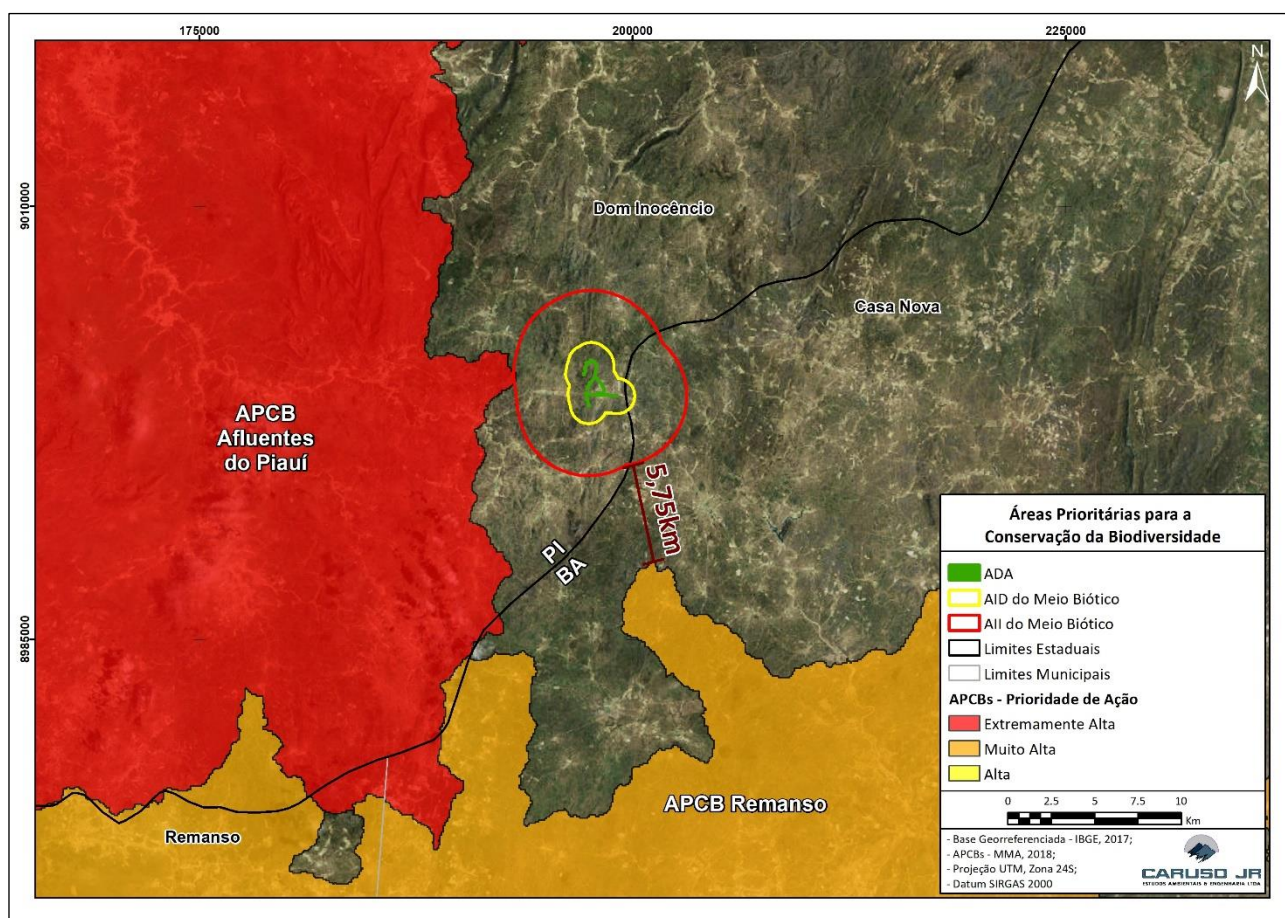 175000
200000
225000
N
9010000
8985000
Dom Inocêncio
Casa Nova
APCB
Afluentes
do Piauí
5,75km
PI
BA
APCB Remanso
Remanso
Áreas Prioritárias para a
Conservação da Biodiversidade
ADA
AID do Meio Biótico
AII do Meio Biótico
Limites Estaduais
Limites Municipais
APCBs - Prioridade de Ação
Extremamente Alta
Muito Alta
Alta
0 2.5 5 7.5 10
Km
- Base Georreferenciada - IBGE, 2017;
- APCBs - MMA, 2018;
- Projeção UTM, Zona 24S;
- Datum SIRGAS 2000
CARUSO JR
ESTUDOS AMBIENTAIS & ENGENHARIA LTDA